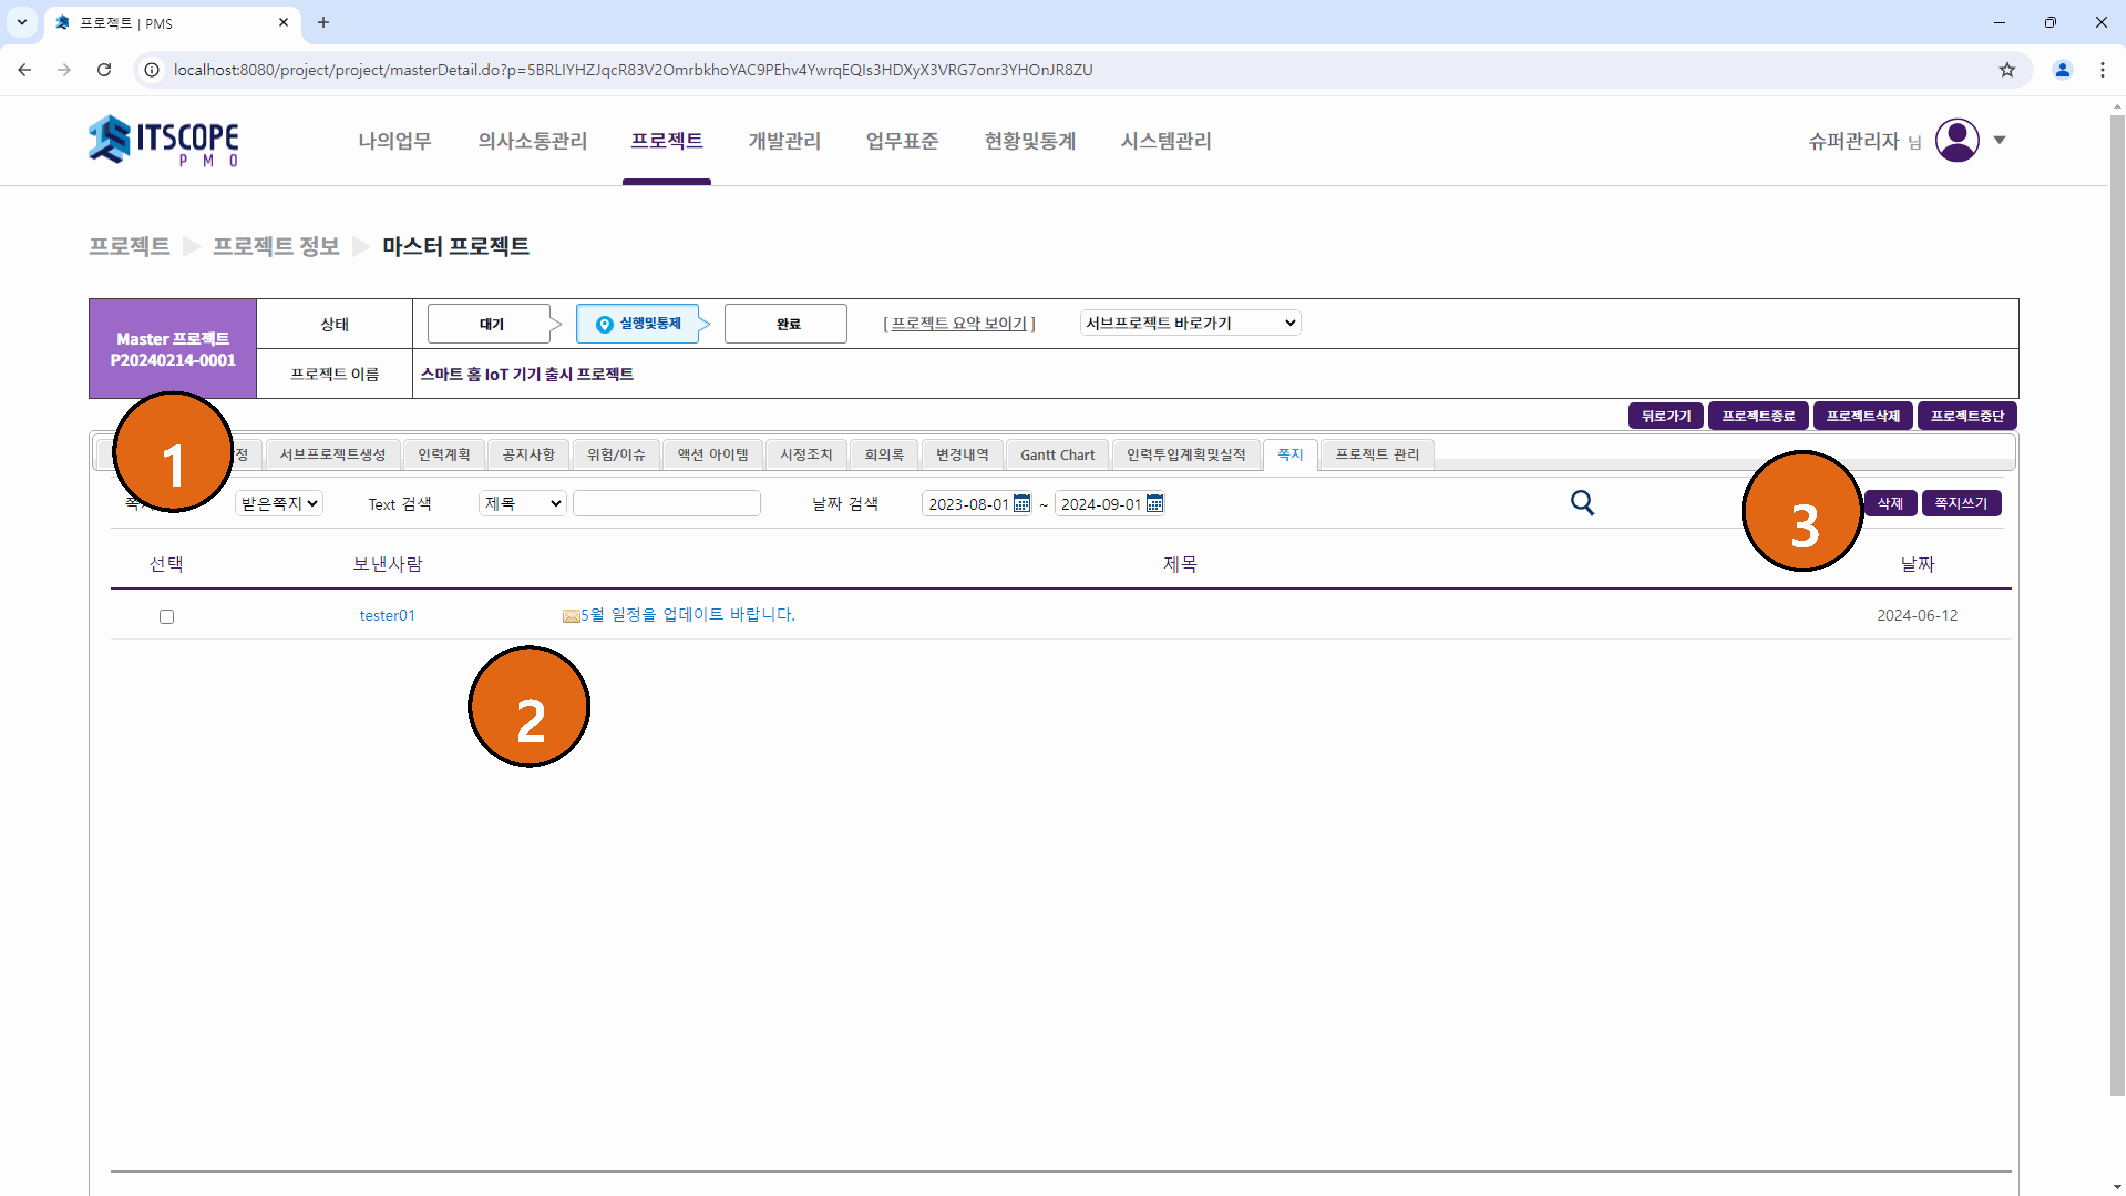 프로젝트 | PMS
localhost:8080/project/project/masterDetail.do?p=5BRLIYHZJqcR83V2OmrbkhoYAC9PEhv4YwrqEQIs3HDXyX3VRG7onr3YHOnJR8ZU
ITSCOPE
PMO
나의업무 의사소통관리 프로젝트 개발관리 업무표준 현황및통계 시스템관리
슈퍼관리자 님
프로젝트 프로젝트 정보 마스터 프로젝트
Master 프로젝트
P20240214-0001
상태 대기 실행및통제 완료 [ 프로젝트 요약 보이기 ] 서브프로젝트 바로가기
프로젝트 이름 스마트 홈 IoT 기기 출시 프로젝트
뒤로가기 프로젝트종료 프로젝트삭제 프로젝트중단
1
정 서브프로젝트생성 인력계획 공지사항 위험/이슈 액션 아이템 시정조치 회의록 변경내역 Gantt Chart 인력투입계획및실적 쪽지 프로젝트 관리
받은쪽지 Text 검색 제목 날짜 검색 2023-08-01 ~ 2024-09-01 삭제 쪽지쓰기
3
선택 보낸사람 제목 날짜
tester01 5월 일정을 업데이트 바랍니다. 2024-06-12
2